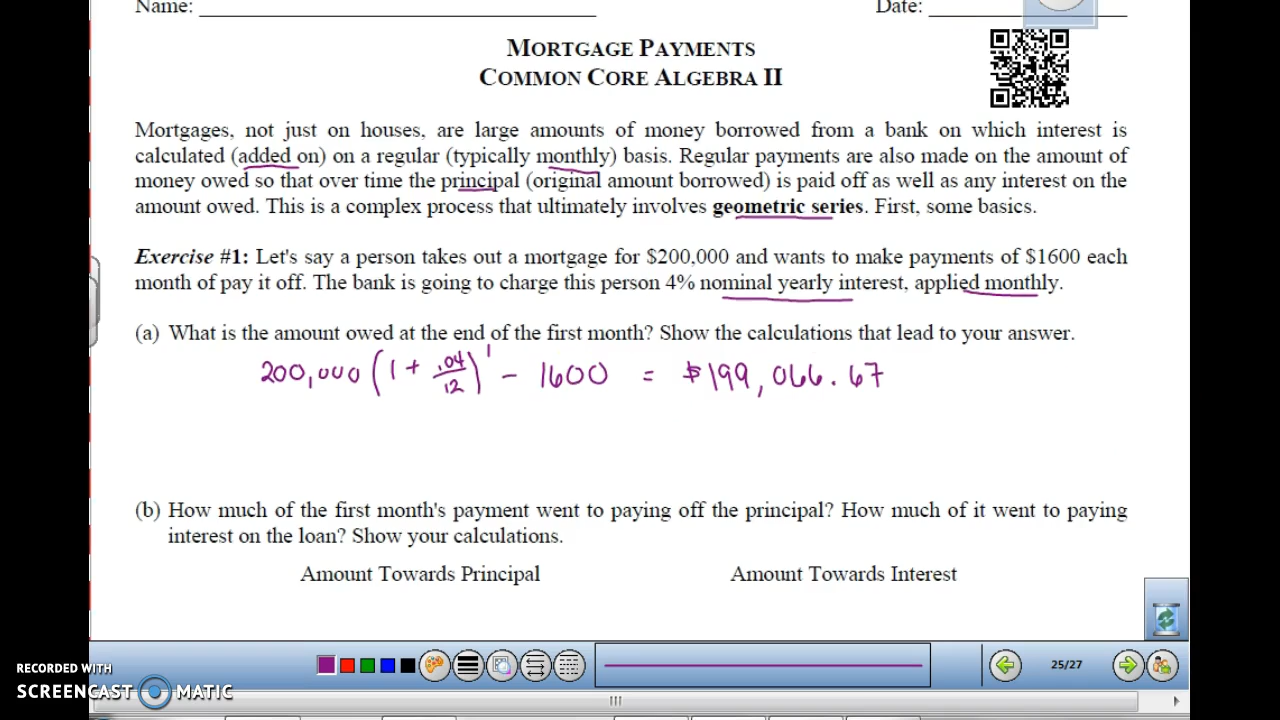 Name: Date:
MORTGAGE PAYMENTS
COMMON CORE ALGEBRA II
Mortgages, not just on houses, are large amounts of money borrowed from a bank on which interest is
calculated (added on) on a regular (typically monthly) basis. Regular payments are also made on the amount of
money owed so that over time the principal (original amount borrowed) is paid off as well as any interest on the
amount owed. This is a complex process that ultimately involves geometric series. First, some basics.
Exercise #1: Let's say a person takes out a mortgage for $200,000 and wants to make payments of $1600 each
month of pay it off. The bank is going to charge this person 4% nominal yearly interest, applied monthly.
(a) What is the amount owed at the end of the first month? Show the calculations that lead to your answer.
200,000 (1 + .04/12)^1 - 1600 = $199,066.67
(b) How much of the first month's payment went to paying off the principal? How much of it went to paying
interest on the loan? Show your calculations.
Amount Towards Principal Amount Towards Interest
25/27
RECORDED WITH
SCREENCAST MATIC